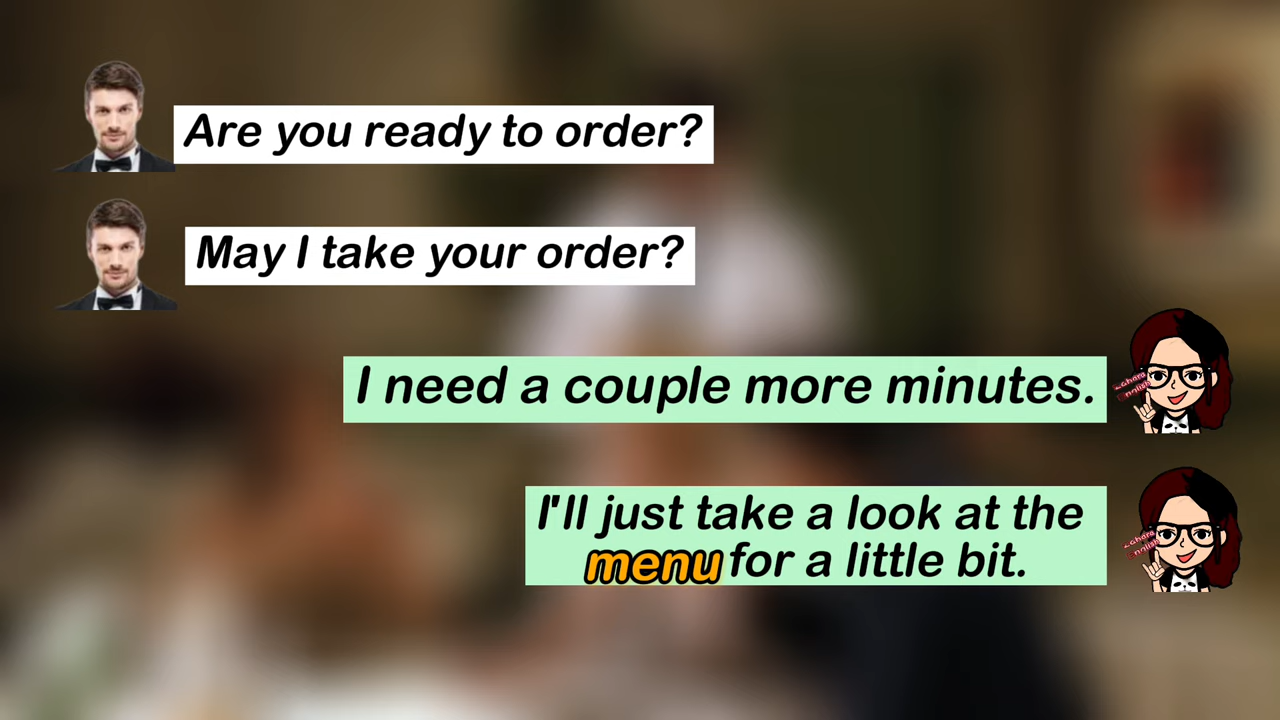 Are you ready to order?
May I take your order?
I need a couple more minutes.
I'll just take a look at the
menu for a little bit.